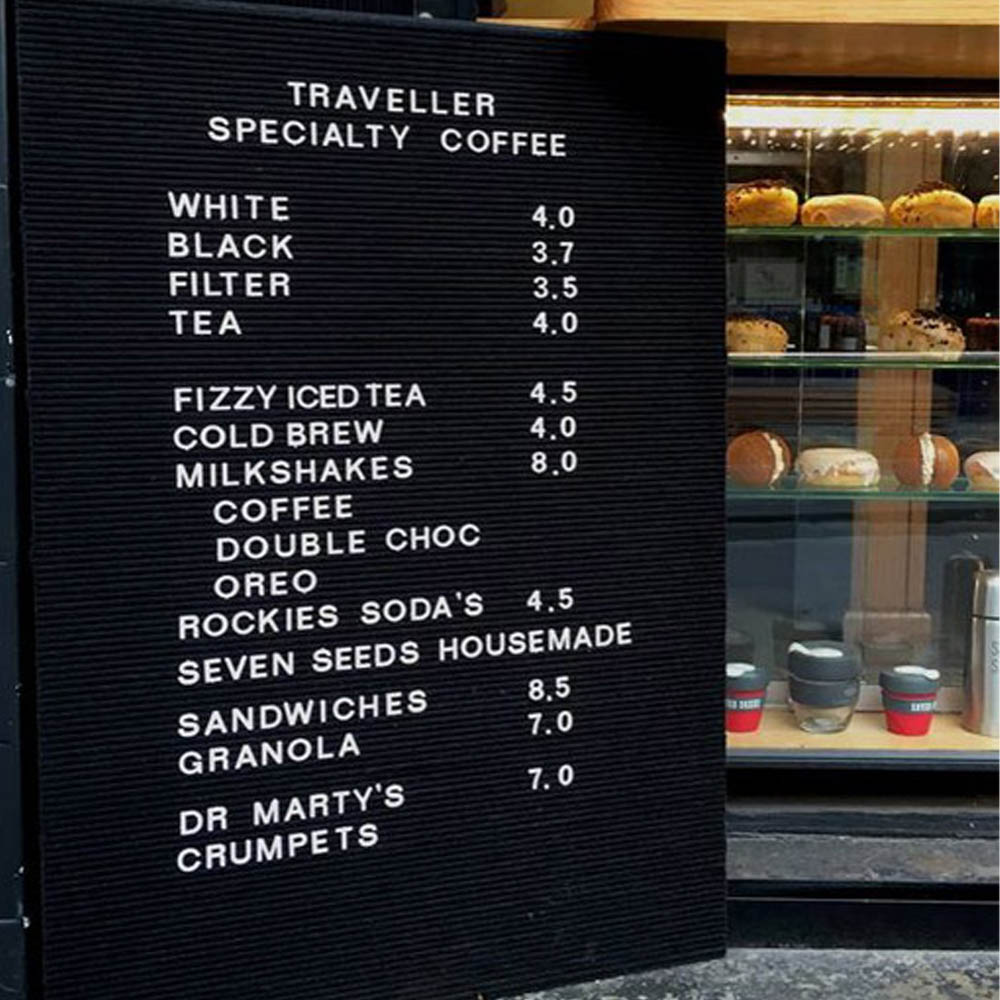 TRAVELLER
SPECIALTY COFFEE
WHITE 4.0
BLACK 3.7
FILTER 3.5
TEA 4.0
FIZZY ICED TEA 4.5
COLD BREW 4.0
MILKSHAKES 8.0
COFFEE
DOUBLE CHOC
OREO
ROCKIES SODA'S 4.5
SEVEN SEEDS HOUSEMADE
SANDWICHES 8.5
GRANOLA 7.0
DR MARTY'S 7.0
CRUMPETS